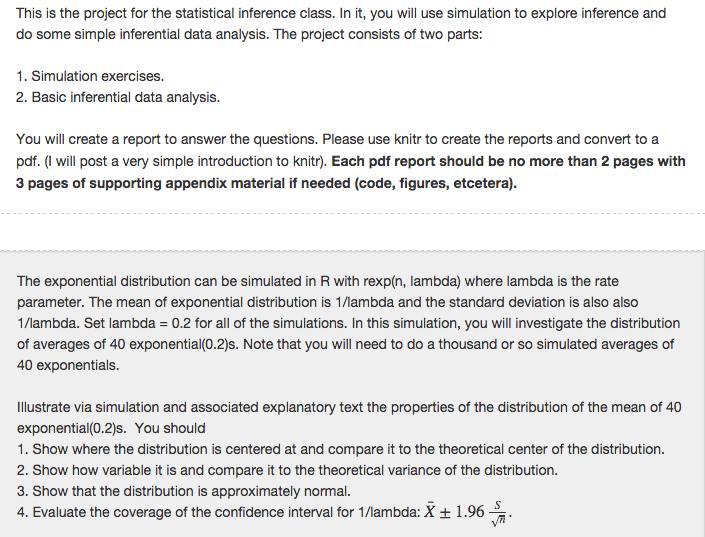 This is the project for the statistical inference class. In it, you will use simulation to explore inference and
do some simple inferential data analysis. The project consists of two parts:
1. Simulation exercises.
2. Basic inferential data analysis.
You will create a report to answer the questions. Please use knitr to create the reports and convert to a
pdf. (I will post a very simple introduction to knitr). Each pdf report should be no more than 2 pages with
3 pages of supporting appendix material if needed (code, figures, etcetera).
The exponential distribution can be simulated in R with rexp(n, lambda) where lambda is the rate
parameter. The mean of exponential distribution is 1/lambda and the standard deviation is also also
1/lambda. Set lambda = 0.2 for all of the simulations. In this simulation, you will investigate the distribution
of averages of 40 exponential(0.2)s. Note that you will need to do a thousand or so simulated averages of
40 exponentials.
Illustrate via simulation and associated explanatory text the properties of the distribution of the mean of 40
exponential(0.2)s. You should
1. Show where the distribution is centered at and compare it to the theoretical center of the distribution.
2. Show how variable it is and compare it to the theoretical variance of the distribution.
3. Show that the distribution is approximately normal.
4. Evaluate the coverage of the confidence interval for 1/lambda: X̄ ± 1.96 S/√n.